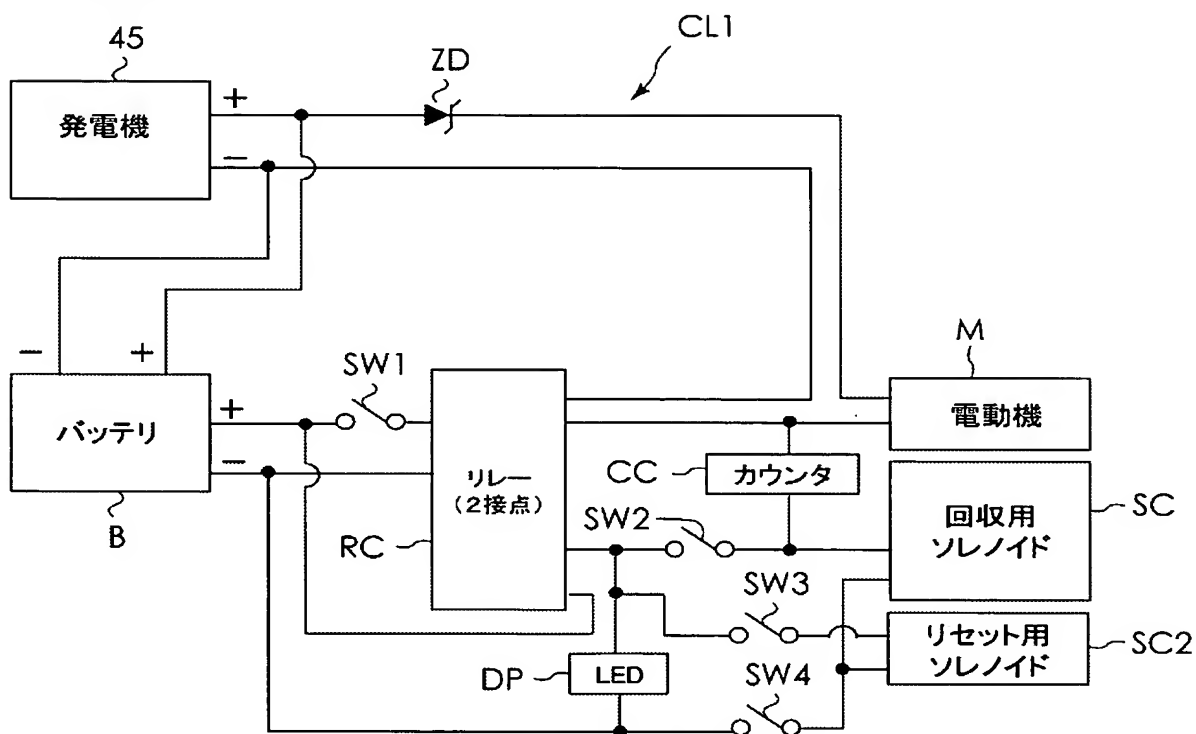 45
発電機
+
−
ZD
CL1
−
+
バッテリ
+
−
B
SW1
リレー
(2接点)
RC
M
電動機
CC
カウンタ
SW2
回収用
ソレノイド
SC
SW3
リセット用
ソレノイド
SC2
DP
LED
SW4